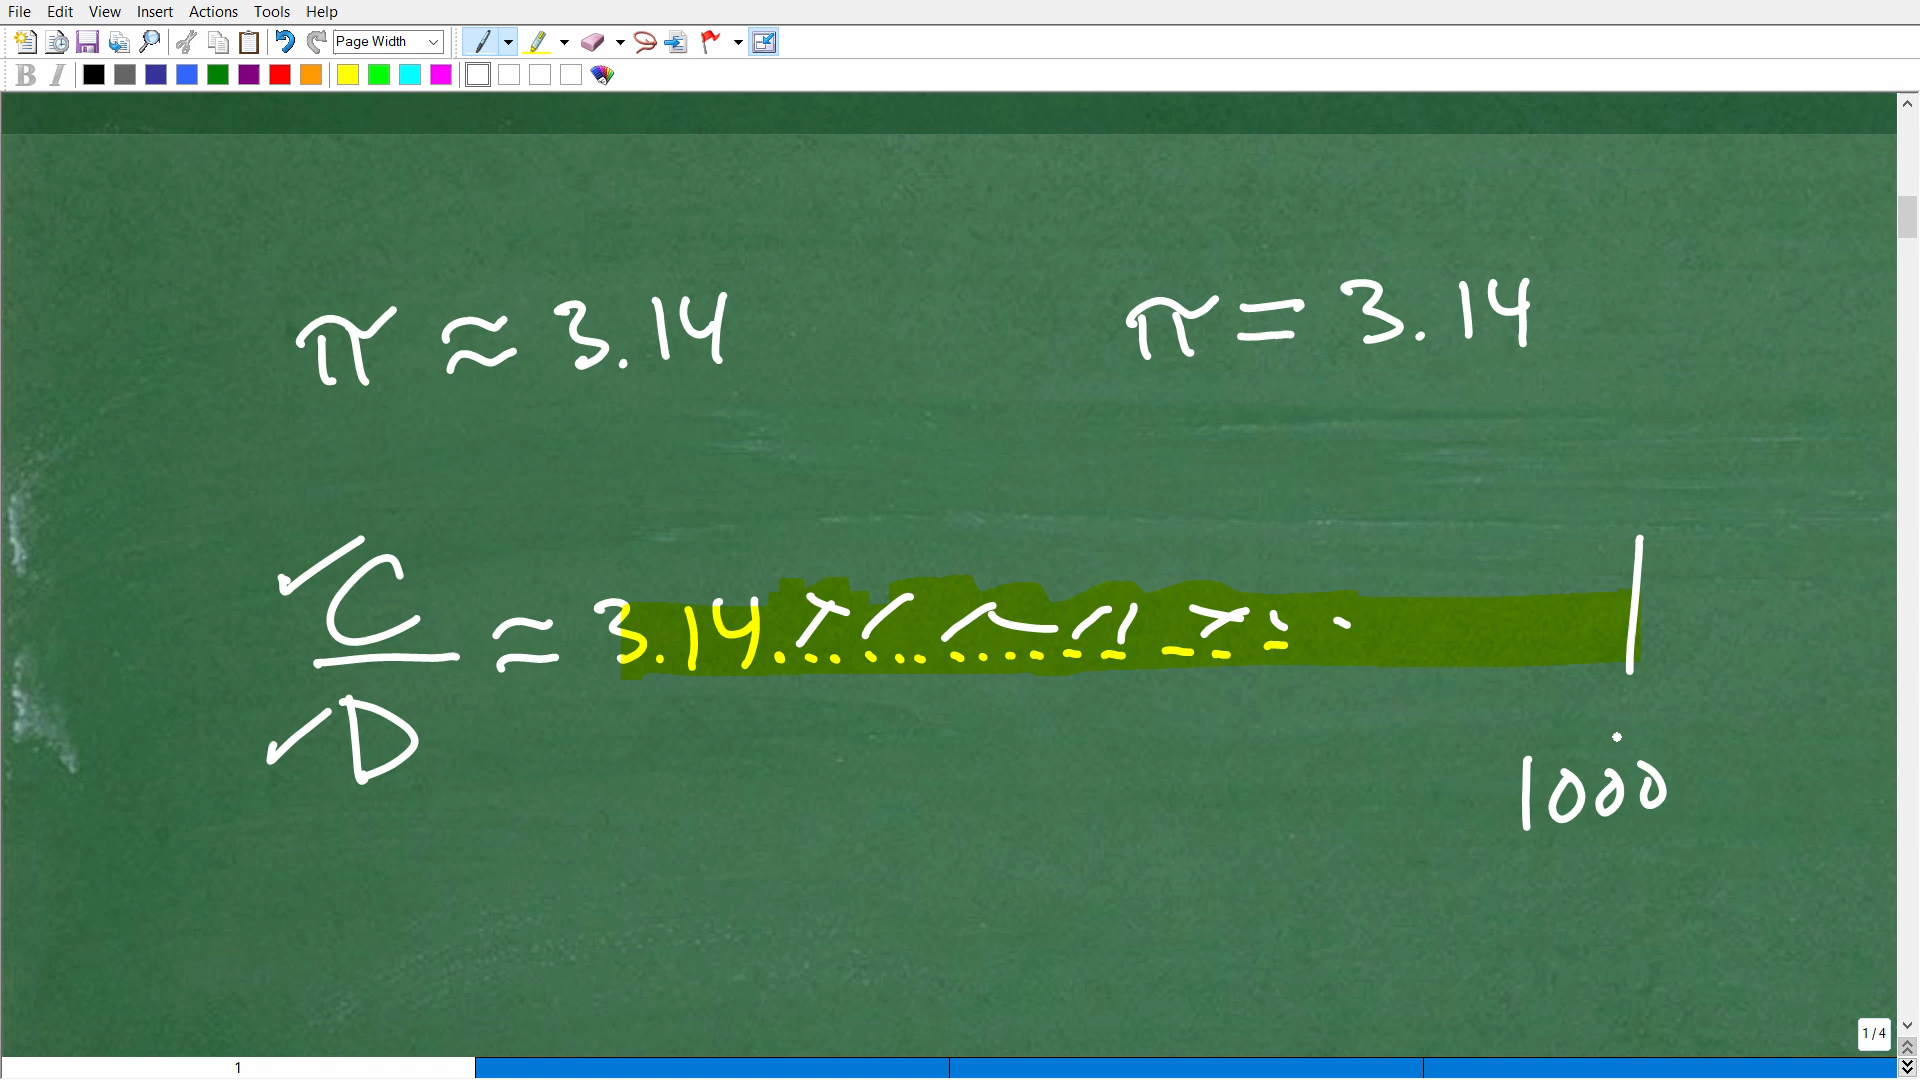 File Edit View Insert Actions Tools Help
Page Width
B I
π ≈ 3.14
π = 3.14
C
≈ 3.14
D
1000
1/4
1